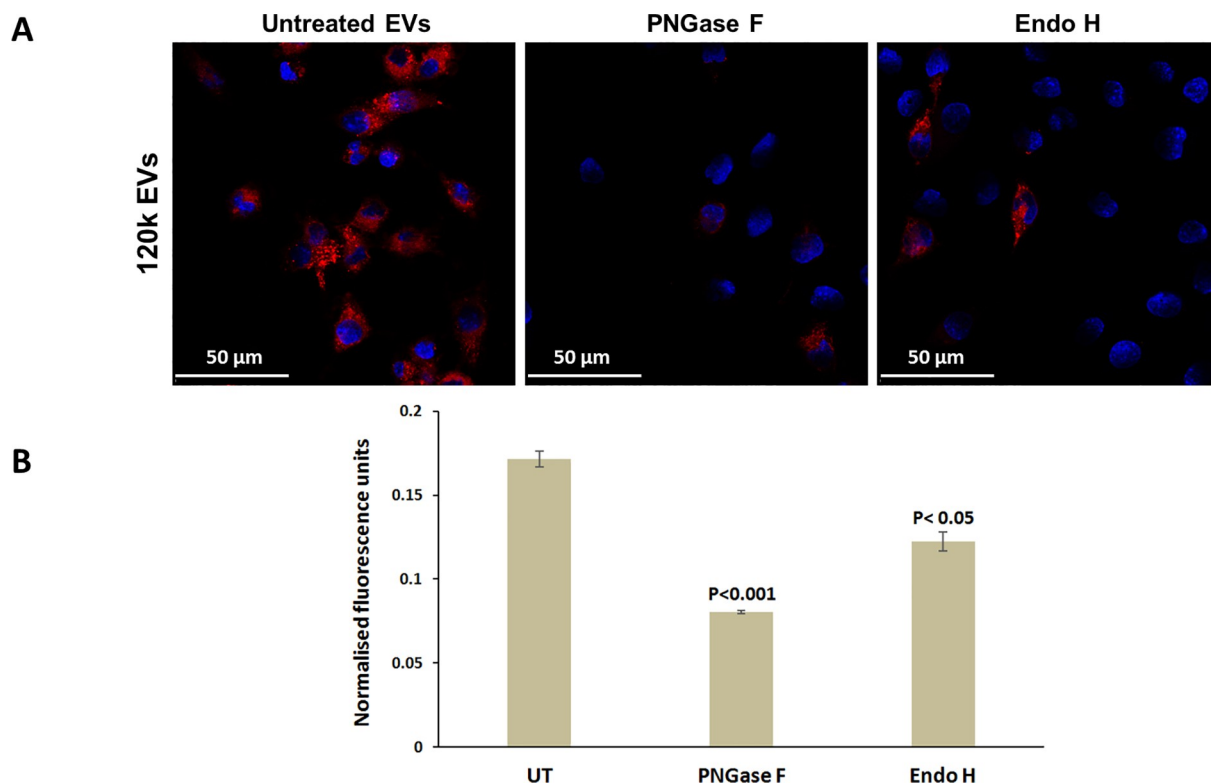 A
Untreated EVs
PNGase F
Endo H
120k EVs
50 µm
50 µm
50 µm
B
Normalised fluorescence units
0.2
0.15
0.1
0.05
0
P<0.001
P< 0.05
UT
PNGase F
Endo H